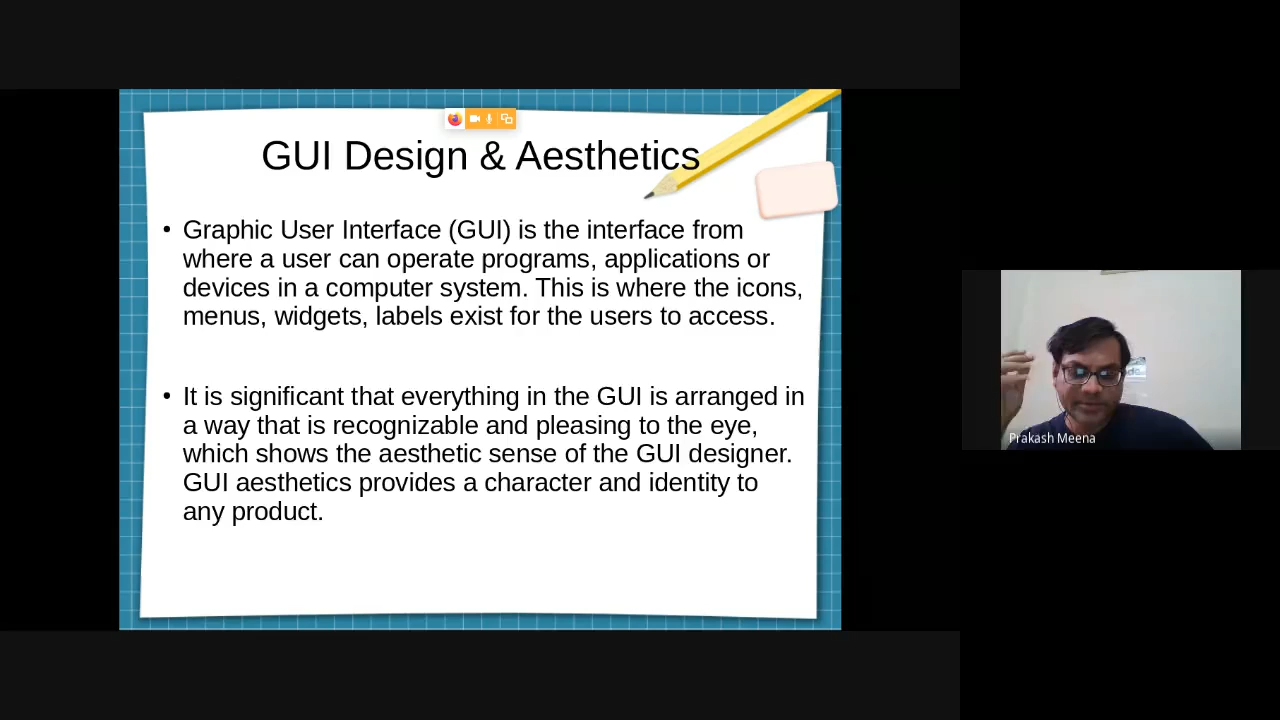 GUI Design & Aesthetics
• Graphic User Interface (GUI) is the interface from
where a user can operate programs, applications or
devices in a computer system. This is where the icons,
menus, widgets, labels exist for the users to access.
• It is significant that everything in the GUI is arranged in
a way that is recognizable and pleasing to the eye,
which shows the aesthetic sense of the GUI designer.
GUI aesthetics provides a character and identity to
any product.
Prakash Meena